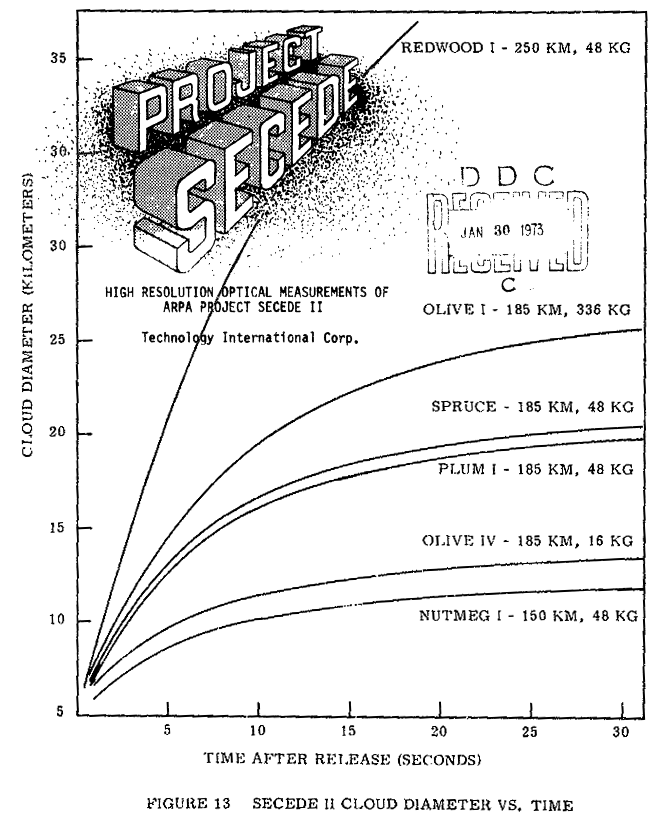 PROJECT
SECEDE
REDWOOD I - 250 KM, 48 KG
D D C
RECEIVED
JAN 30 1973
C
HIGH RESOLUTION OPTICAL MEASUREMENTS OF
ARPA PROJECT SECEDE II
Technology International Corp.
OLIVE I - 185 KM, 336 KG
SPRUCE - 185 KM, 48 KG
PLUM I - 185 KM, 48 KG
OLIVE IV - 185 KM, 16 KG
NUTMEG I - 150 KM, 48 KG
CLOUD DIAMETER (KILOMETERS)
35
30
30
25
20
15
10
5
5
10
15
20
25
30
TIME AFTER RELEASE (SECONDS)
FIGURE 13 SECEDE II CLOUD DIAMETER VS. TIME